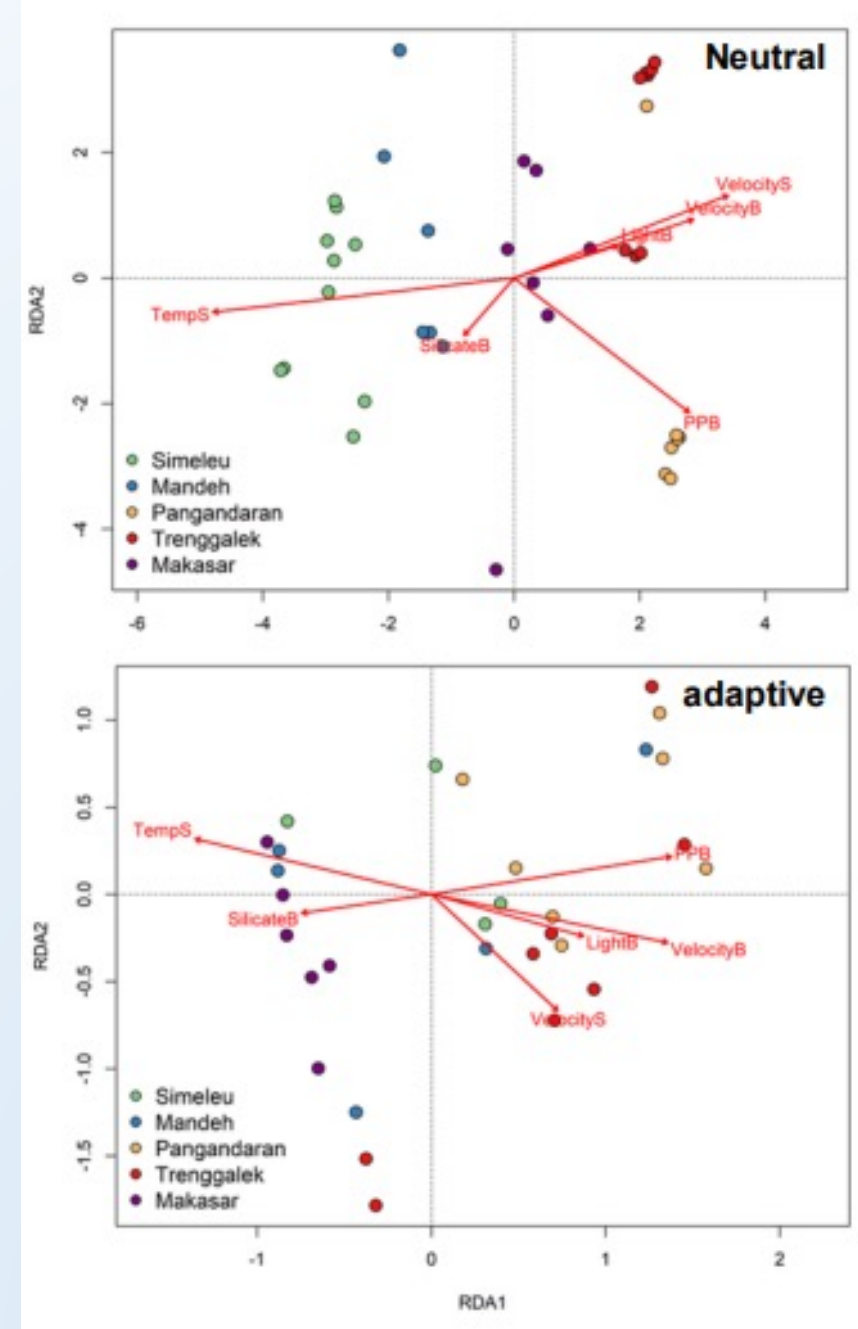 Neutral
RDA2
2
0
-2
-4
VelocityS
VelocityB
LightB
TempS
SilicateB
PPB
Simeleu
Mandeh
Pangandaran
Trenggalek
Makasar
-6
-4
-2
0
2
4
adaptive
RDA2
1.0
0.5
0.0
-0.5
-1.0
-1.5
TempS
PPB
SilicateB
LightB
VelocityB
VelocityS
Simeleu
Mandeh
Pangandaran
Trenggalek
Makasar
-1
0
1
2
RDA1